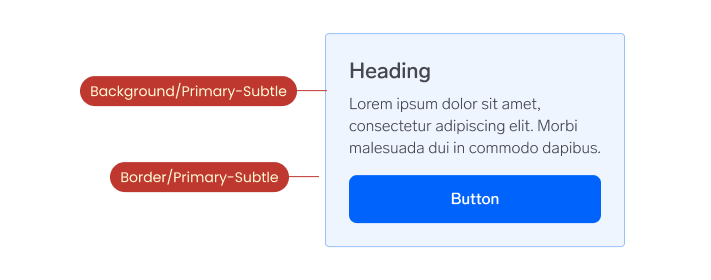 Heading
Background/Primary-Subtle
Lorem ipsum dolor sit amet,
consectetur adipiscing elit. Morbi
malesuada dui in commodo dapibus.
Border/Primary-Subtle
Button